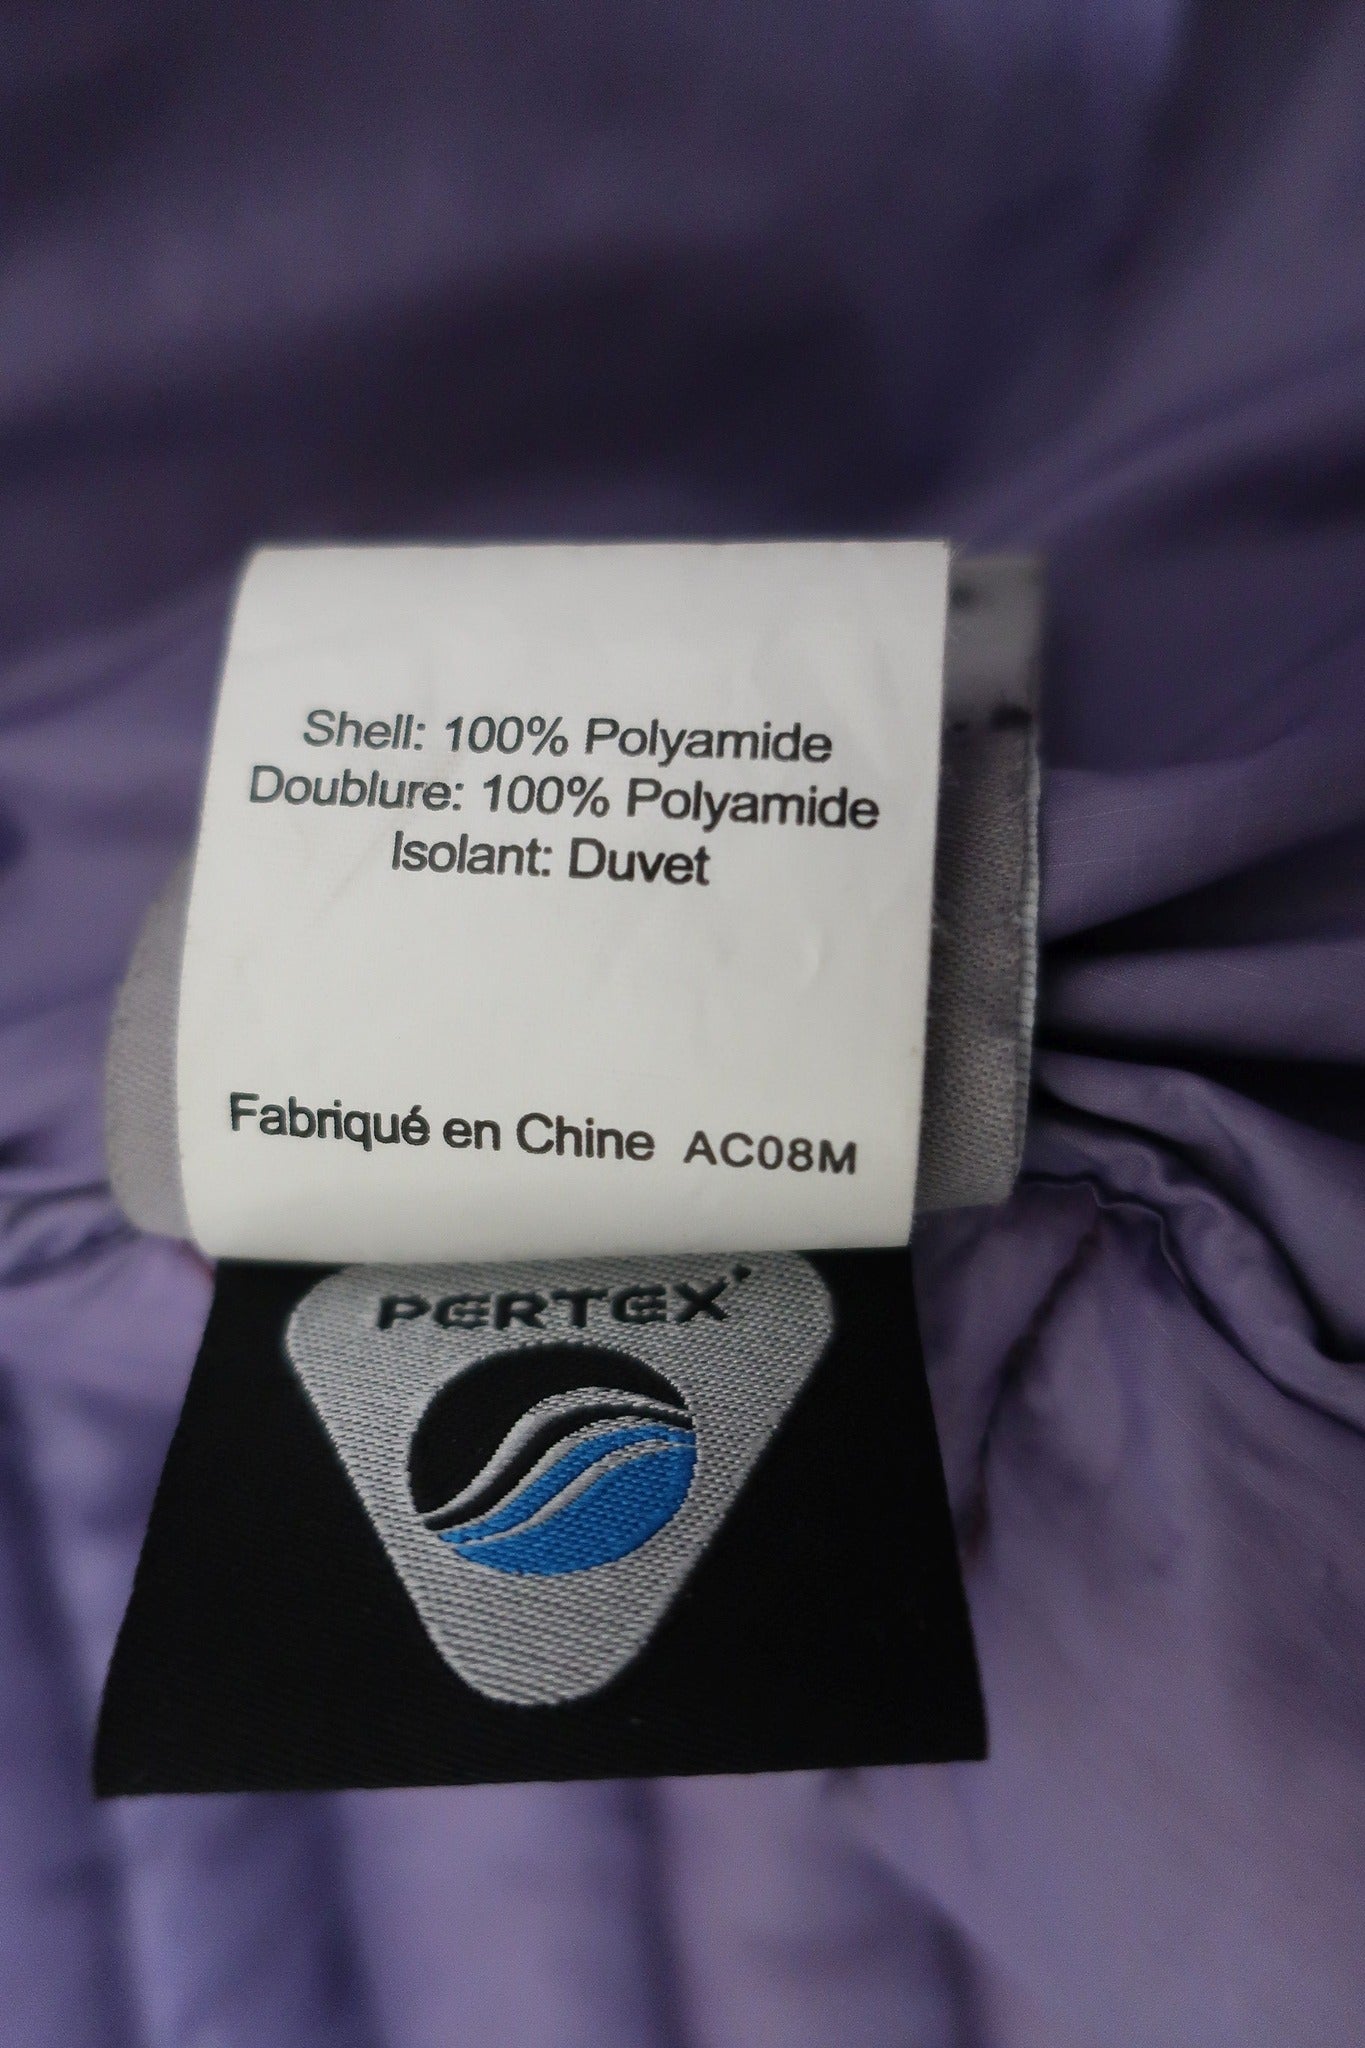 Shell: 100% Polyamide
Doublure: 100% Polyamide
Isolant: Duvet
Fabriqué en Chine AC08M
PERTEX